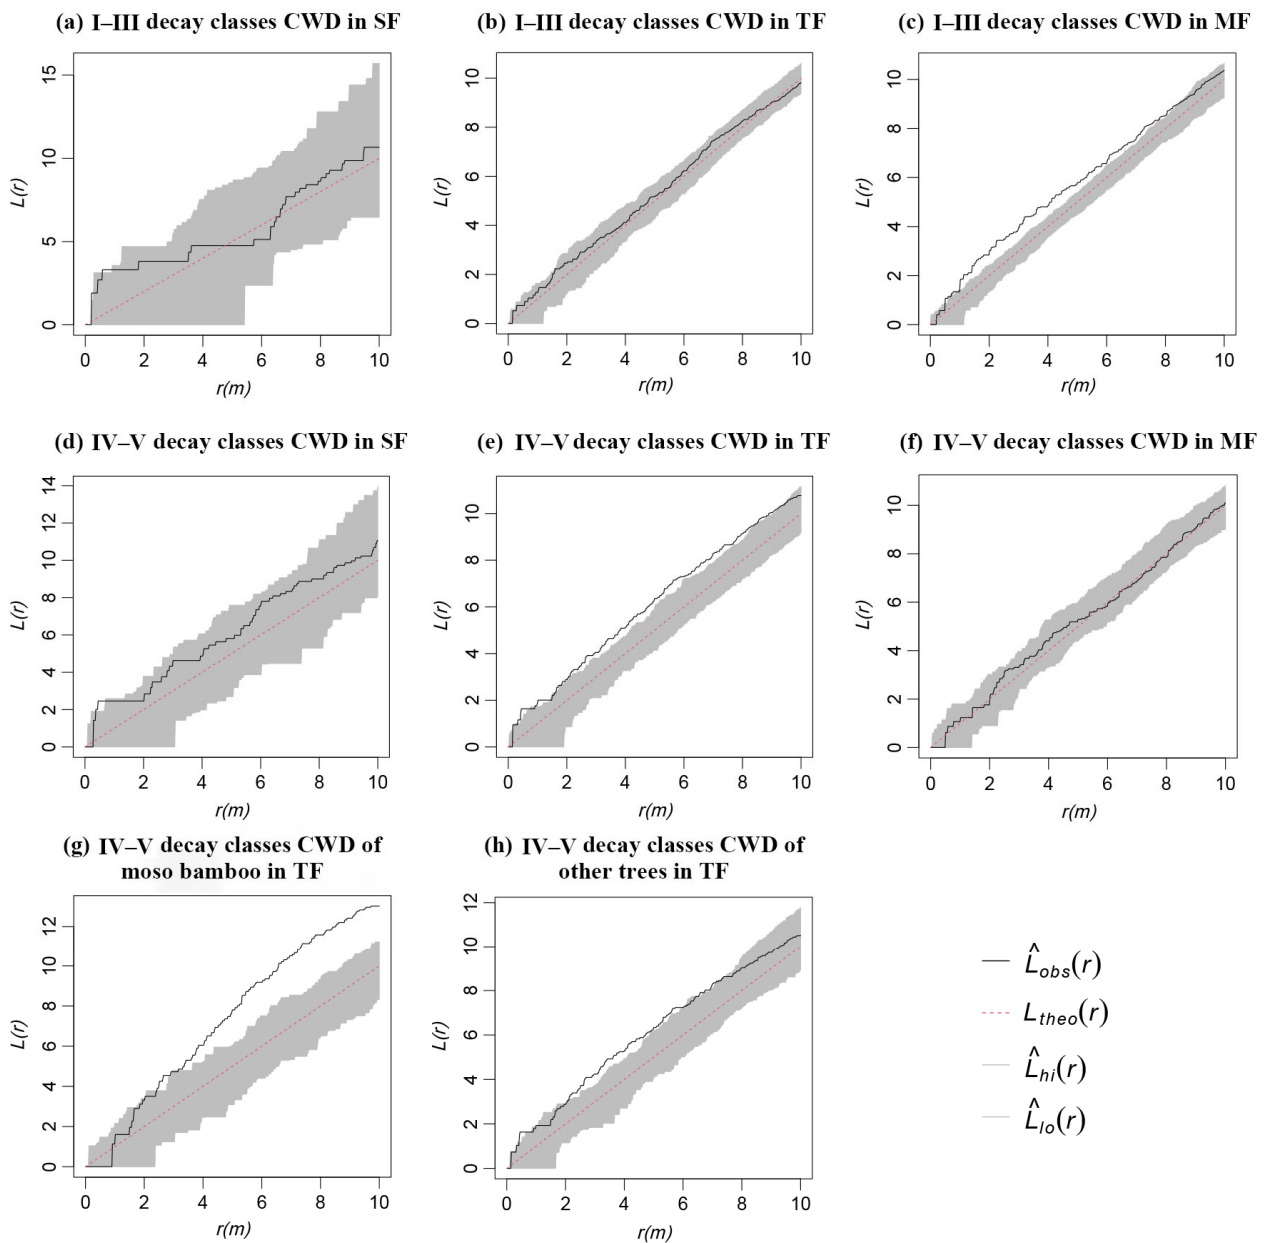 (a) I–III decay classes CWD in SF
(b) I–III decay classes CWD in TF
(c) I–III decay classes CWD in MF
15
10
5
0
L(r)
0 2 4 6 8 10
r(m)
10
8
6
4
2
0
L(r)
0 2 4 6 8 10
r(m)
10
8
6
4
2
0
L(r)
0 2 4 6 8 10
r(m)
(d) IV–V decay classes CWD in SF
(e) IV–V decay classes CWD in TF
(f) IV–V decay classes CWD in MF
14
12
10
8
6
4
2
0
L(r)
0 2 4 6 8 10
r(m)
10
8
6
4
2
0
L(r)
0 2 4 6 8 10
r(m)
10
8
6
4
2
0
L(r)
0 2 4 6 8 10
r(m)
(g) IV–V decay classes CWD of
moso bamboo in TF
(h) IV–V decay classes CWD of
other trees in TF
12
10
8
6
4
2
0
L(r)
0 2 4 6 8 10
r(m)
12
10
8
6
4
2
0
L(r)
0 2 4 6 8 10
r(m)
L̂obs(r)
Ltheo(r)
L̂hi(r)
L̂lo(r)